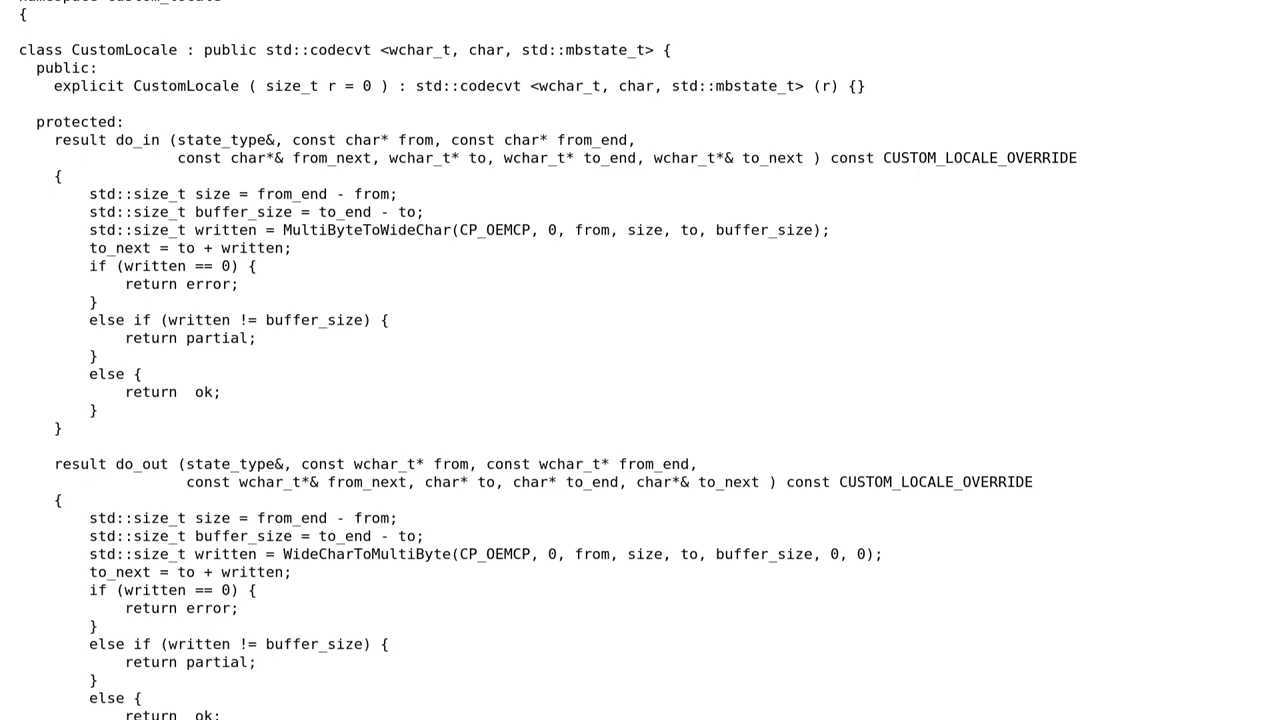 {
class CustomLocale : public std::codecvt <wchar_t, char, std::mbstate_t> {
public:
explicit CustomLocale ( size_t r = 0 ) : std::codecvt <wchar_t, char, std::mbstate_t> (r) {}
protected:
result do_in (state_type&, const char* from, const char* from_end,
const char*& from_next, wchar_t* to, wchar_t* to_end, wchar_t*& to_next ) const CUSTOM_LOCALE_OVERRIDE
{
std::size_t size = from_end - from;
std::size_t buffer_size = to_end - to;
std::size_t written = MultiByteToWideChar(CP_OEMCP, 0, from, size, to, buffer_size);
to_next = to + written;
if (written == 0) {
return error;
}
else if (written != buffer_size) {
return partial;
}
else {
return  ok;
}
}
result do_out (state_type&, const wchar_t* from, const wchar_t* from_end,
const wchar_t*& from_next, char* to, char* to_end, char*& to_next ) const CUSTOM_LOCALE_OVERRIDE
{
std::size_t size = from_end - from;
std::size_t buffer_size = to_end - to;
std::size_t written = WideCharToMultiByte(CP_OEMCP, 0, from, size, to, buffer_size, 0, 0);
to_next = to + written;
if (written == 0) {
return error;
}
else if (written != buffer_size) {
return partial;
}
else {
return  ok;